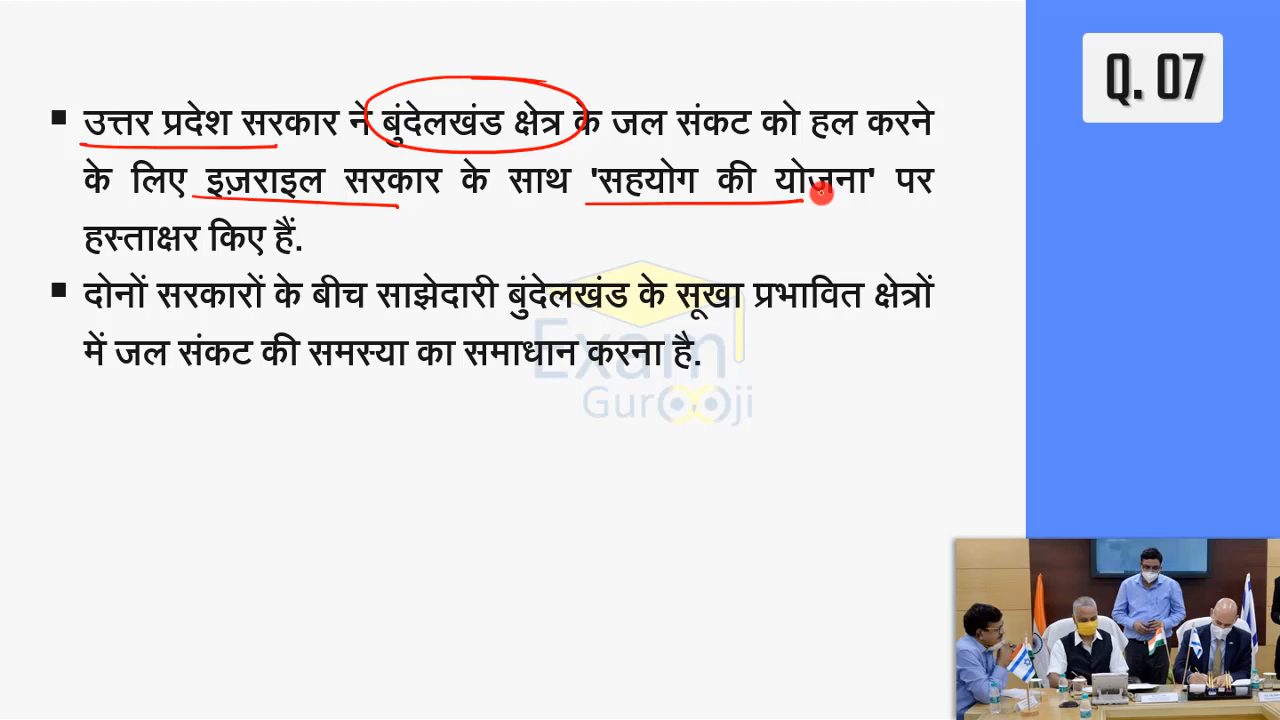 Q. 07
▪ उत्तर प्रदेश सरकार ने बुंदेलखंड क्षेत्र के जल संकट को हल करने
के लिए इज़राइल सरकार के साथ 'सहयोग की योजना' पर
हस्ताक्षर किए हैं.
▪ दोनों सरकारों के बीच साझेदारी बुंदेलखंड के सूखा प्रभावित क्षेत्रों
में जल संकट की समस्या का समाधान करना है.
Exam
Gurooji